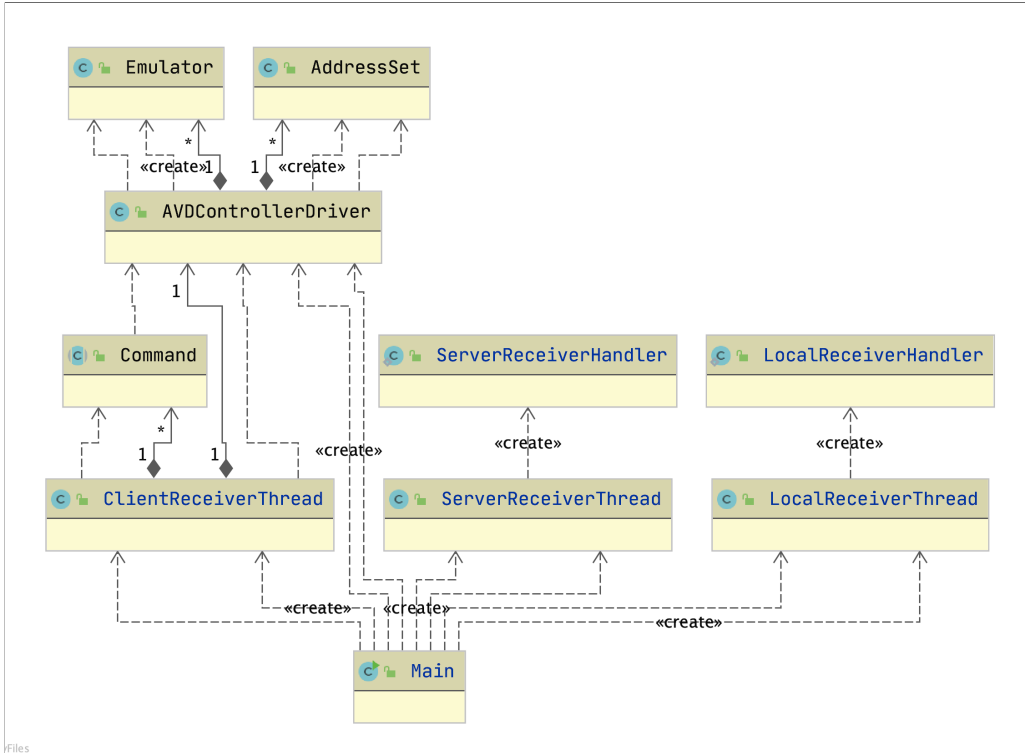 C Emulator
C AddressSet
* *
«create» 1 1 «create»
C AVDControllerDriver
1
C Command
C ServerReceiverHandler
C LocalReceiverHandler
*
1 1 «create» «create» «create»
C ClientReceiverThread
C ServerReceiverThread
C LocalReceiverThread
«create» «create»
«create»
C Main
yFiles